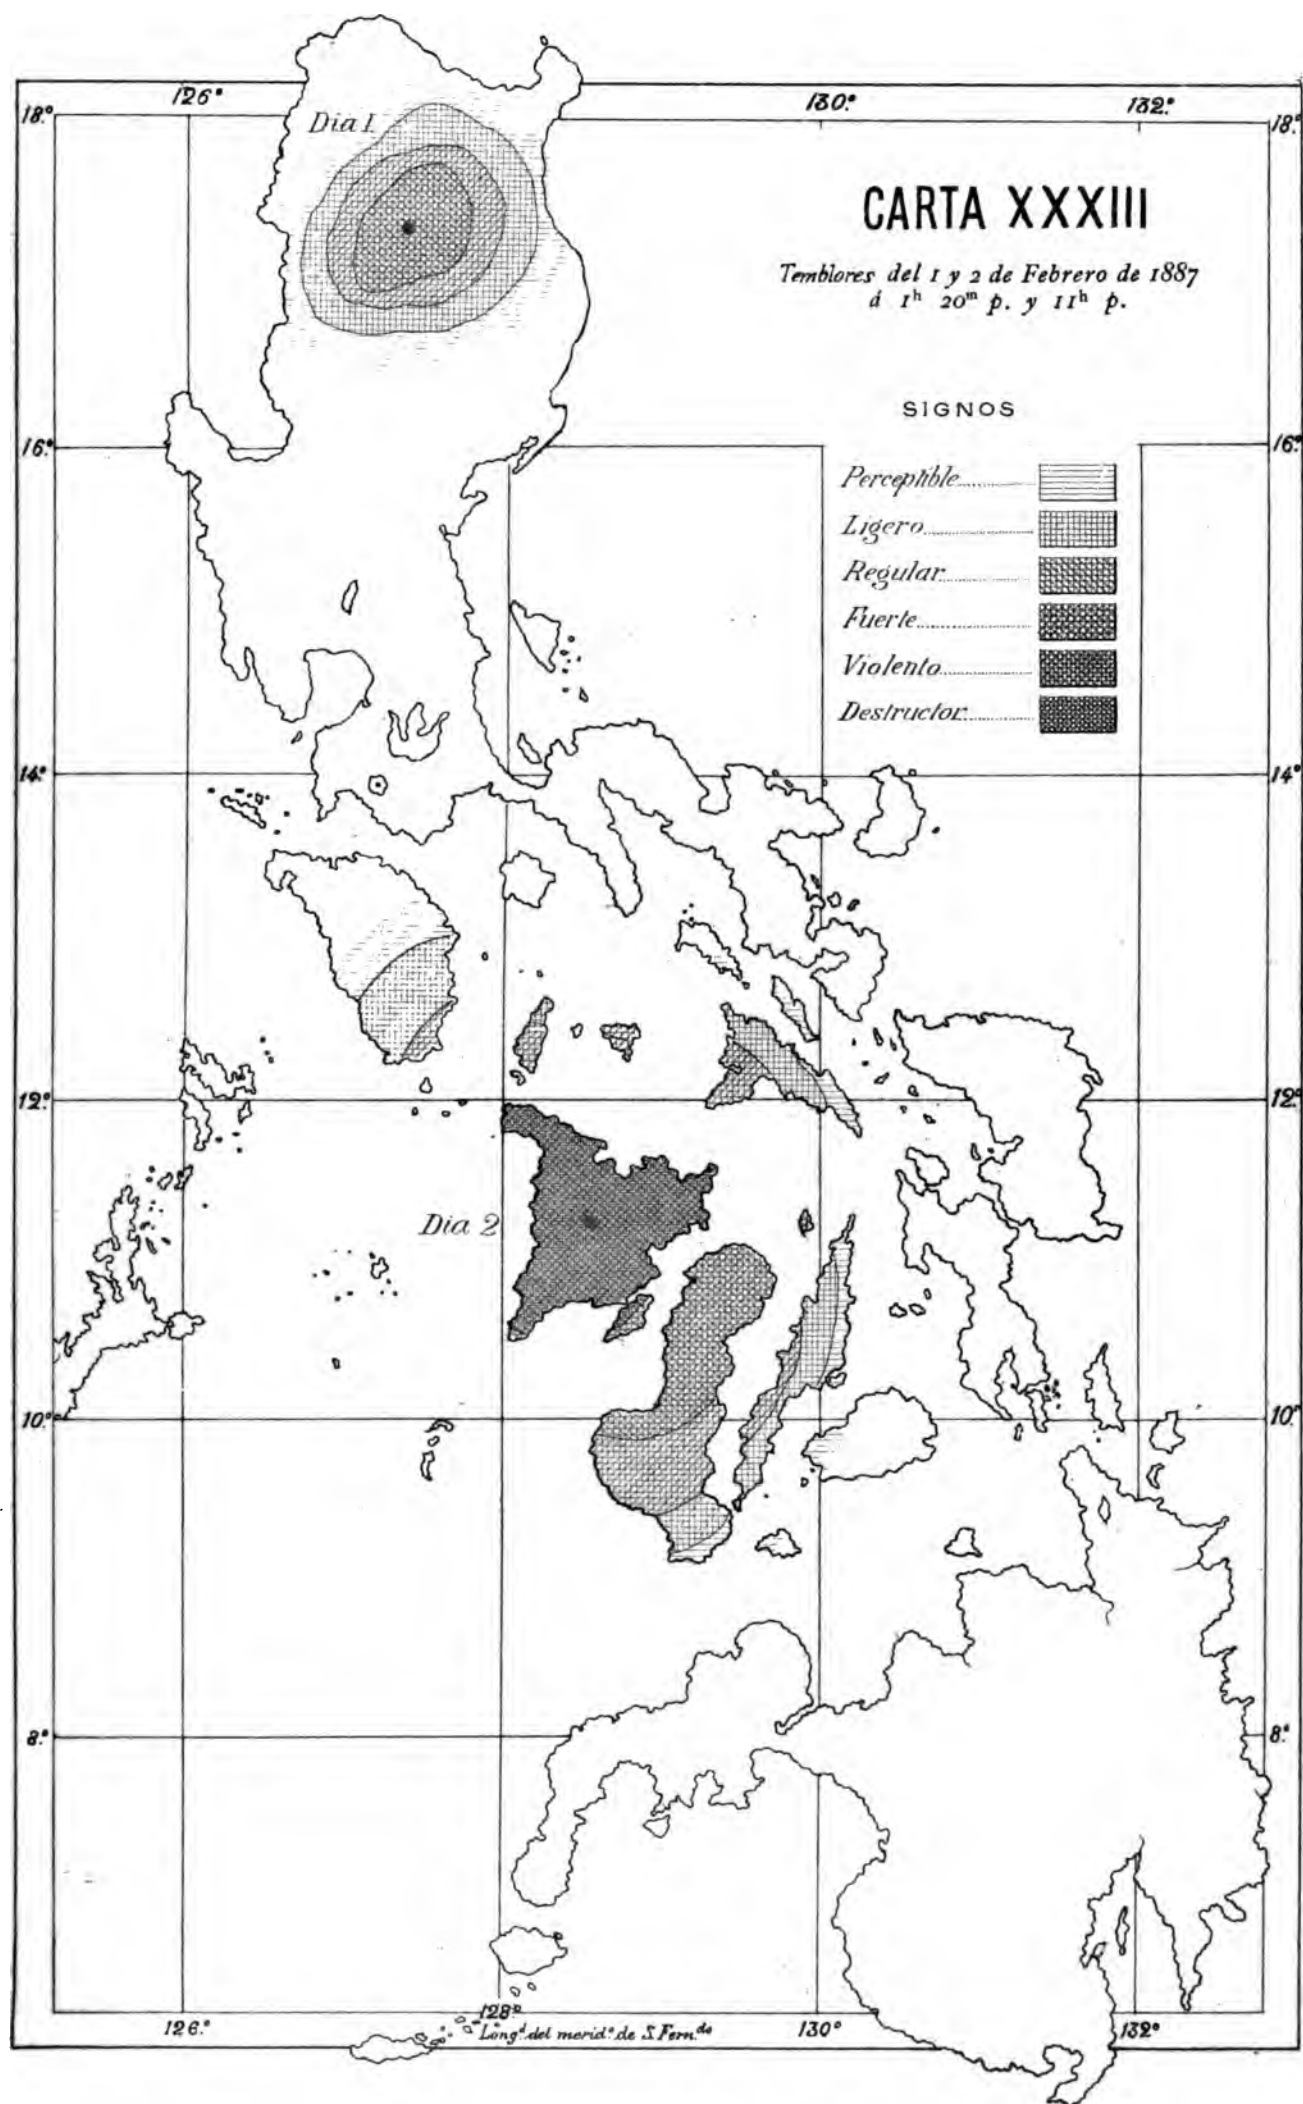 126° 130° 132°
18° 18°
Dia 1
CARTA XXXIII
Temblores del 1 y 2 de Febrero de 1887
á 1ʰ 20ᵐ p. y 11ʰ p.
SIGNOS
16° 16°
Perceptible
Ligero
Regular
Fuerte
Violento
Destructor
14° 14°
12° 12°
Dia 2
10° 10°
8° 8°
126° 128° 130° 132°
Longᵈ del meridº de S. Fernᵈᵒ